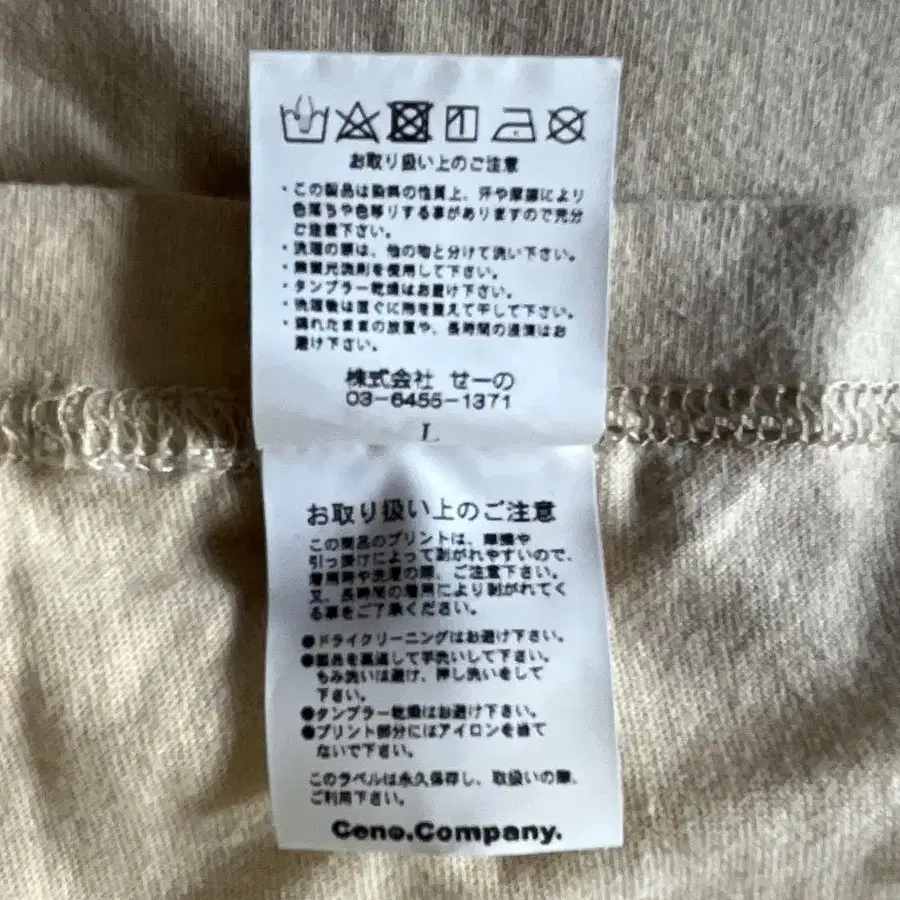 お取り扱い上のご注意
・この製品は染料の性質上、汗や摩擦により
色落ちや色移りする事がありますので充分
ご注意下さい。
・洗濯の際は、他の物と分けて洗い下さい。
・無蛍光洗剤を使用して下さい。
・タンブラー乾燥はお避け下さい。
・洗濯後は直ぐに形を整えて干して下さい。
・濡れたままの放置や、長時間の浸漬はお
避け下さい。
株式会社 せーの
03-6455-1371
L
お取り扱い上のご注意
この商品のプリントは、摩擦や
引っ掛けによって剥がれやすいので、
着用時や洗濯の際、ご注意下さい。
又、長時間の着用により剥がれてく
る事をご了承ください。
●ドライクリーニングはお避け下さい。
●製品を裏返して手洗いして下さい。
もみ洗いは避け、押し洗いをして
下さい。
●タンブラー乾燥はお避け下さい。
●プリント部分にはアイロンを当て
ないで下さい。
このラベルは永久保存し、取扱いの際、
ご利用下さい。
Ceno.Company.